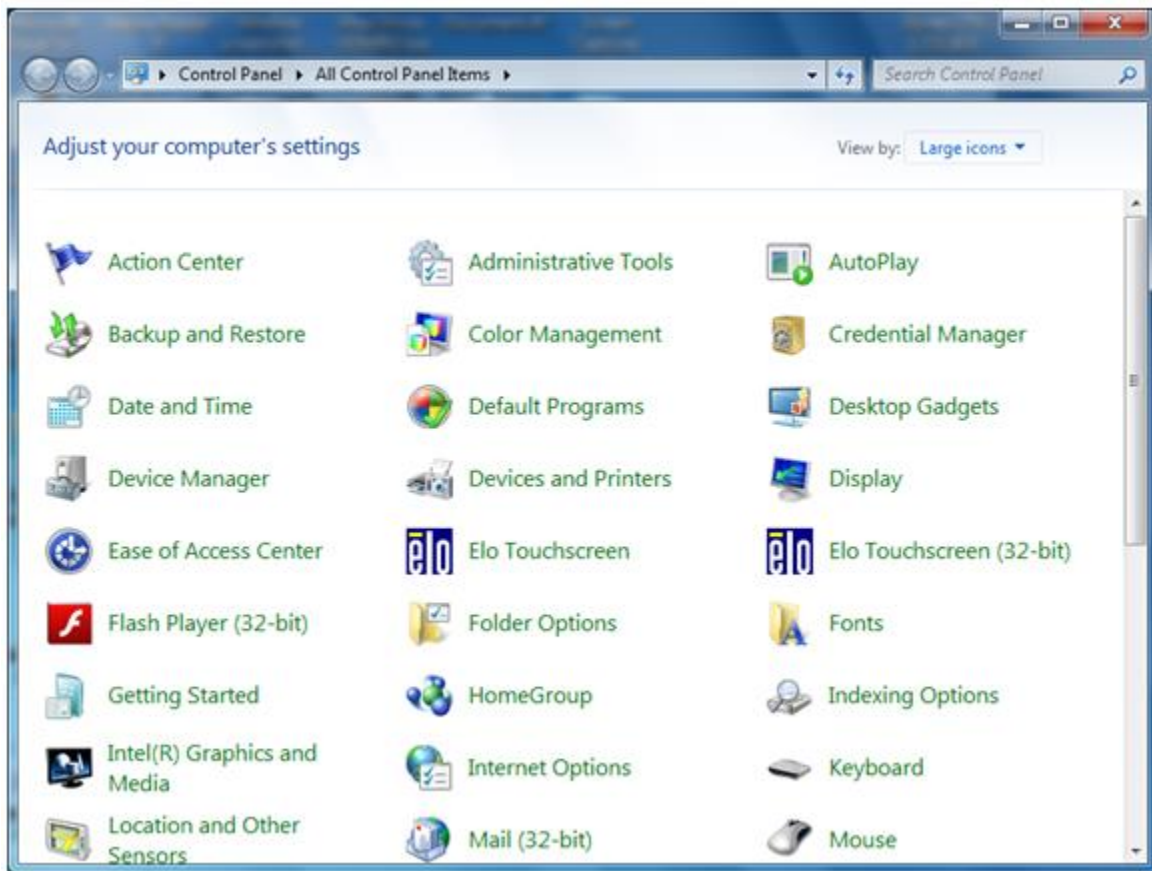 Control Panel All Control Panel Items Search Control Panel
Adjust your computer's settings View by: Large icons
Action Center Administrative Tools AutoPlay
Backup and Restore Color Management Credential Manager
Date and Time Default Programs Desktop Gadgets
Device Manager Devices and Printers Display
Ease of Access Center ēlo Elo Touchscreen ēlo Elo Touchscreen (32-bit)
Flash Player (32-bit) Folder Options Fonts
Getting Started HomeGroup Indexing Options
Intel(R) Graphics and
Media Internet Options Keyboard
Location and Other
Sensors Mail (32-bit) Mouse